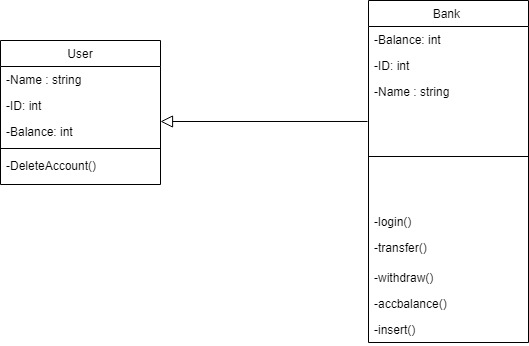 User
-Name : string
-ID: int
-Balance: int
-DeleteAccount()
Bank
-Balance: int
-ID: int
-Name : string
-login()
-transfer()
-withdraw()
-accbalance()
-insert()